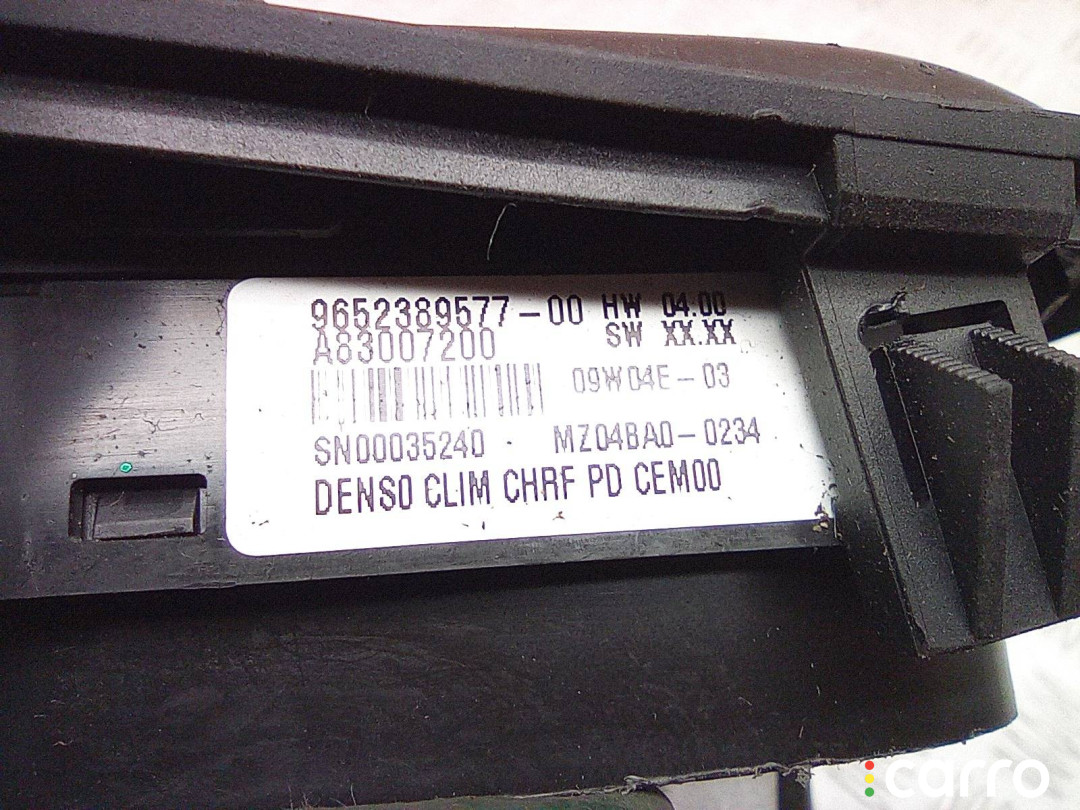 9652389577-00 HW 04.00
A83007200 SW XX.XX
09W04E-03
SN00035240 MZ04BA0-0234
DENSO CLIM CHRF PD CEM00
carro